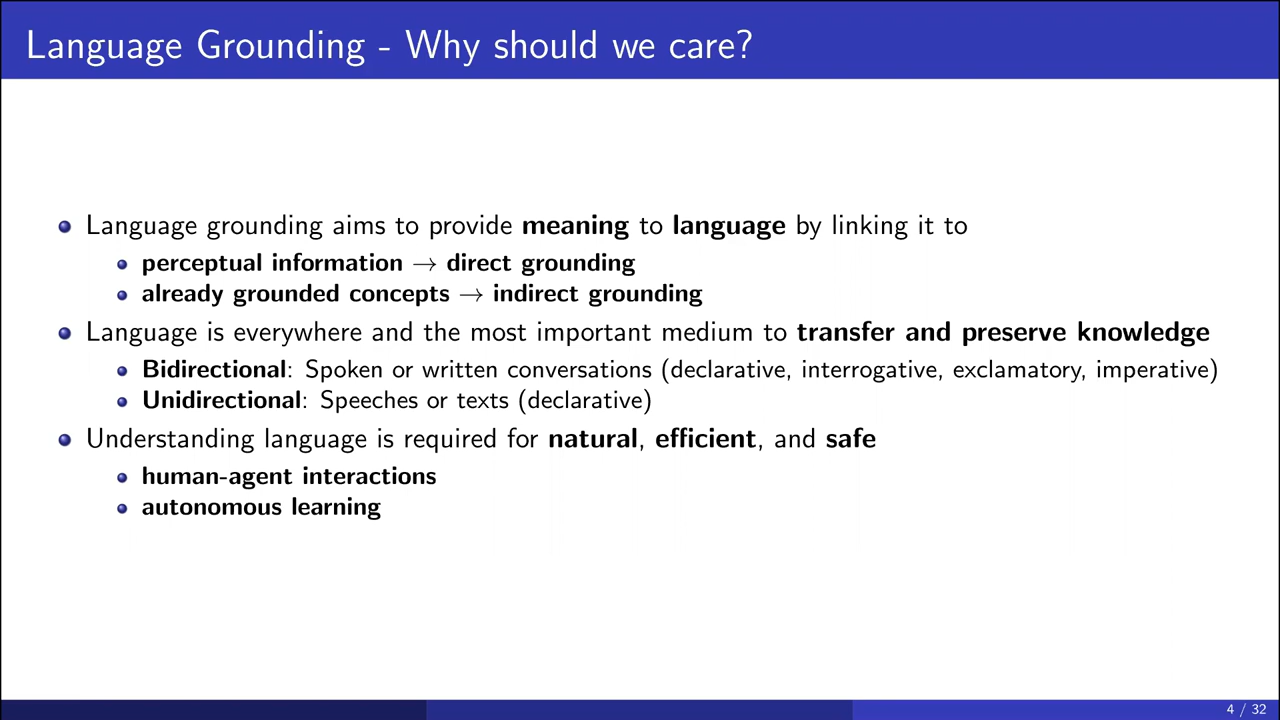 Language Grounding - Why should we care?
Language grounding aims to provide meaning to language by linking it to
perceptual information → direct grounding
already grounded concepts → indirect grounding
Language is everywhere and the most important medium to transfer and preserve knowledge
Bidirectional: Spoken or written conversations (declarative, interrogative, exclamatory, imperative)
Unidirectional: Speeches or texts (declarative)
Understanding language is required for natural, efficient, and safe
human-agent interactions
autonomous learning
4 / 32